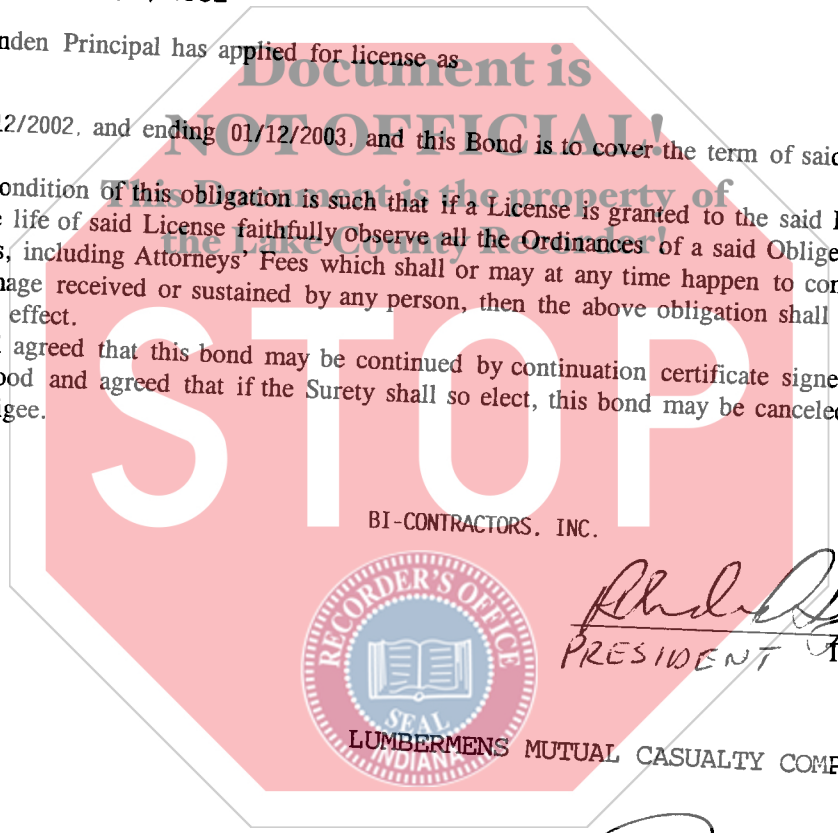 nden Principal has applied for license as
Document is
12/2002, and ending 01/12/2003, and this Bond is to cover the term of said
NOT OFFICIAL!
ondition of this obligation is such that if a License is granted to the said
This Document is the property of
life of said License faithfully observe all the Ordinances of a said Oblige
the Lake County Recorder!
s, including Attorneys' Fees which shall or may at any time happen to
nage received or sustained by any person, then the above obligation shall
effect.
agreed that this bond may be continued by continuation certificate signe
ood and agreed that if the Surety shall so elect, this bond may be cancele
igee.
STOP
BI-CONTRACTORS, INC.
PRESIDENT
RECORDER'S OFFICE
SEAL
INDIANA
LUMBERMENS MUTUAL CASUALTY COMP